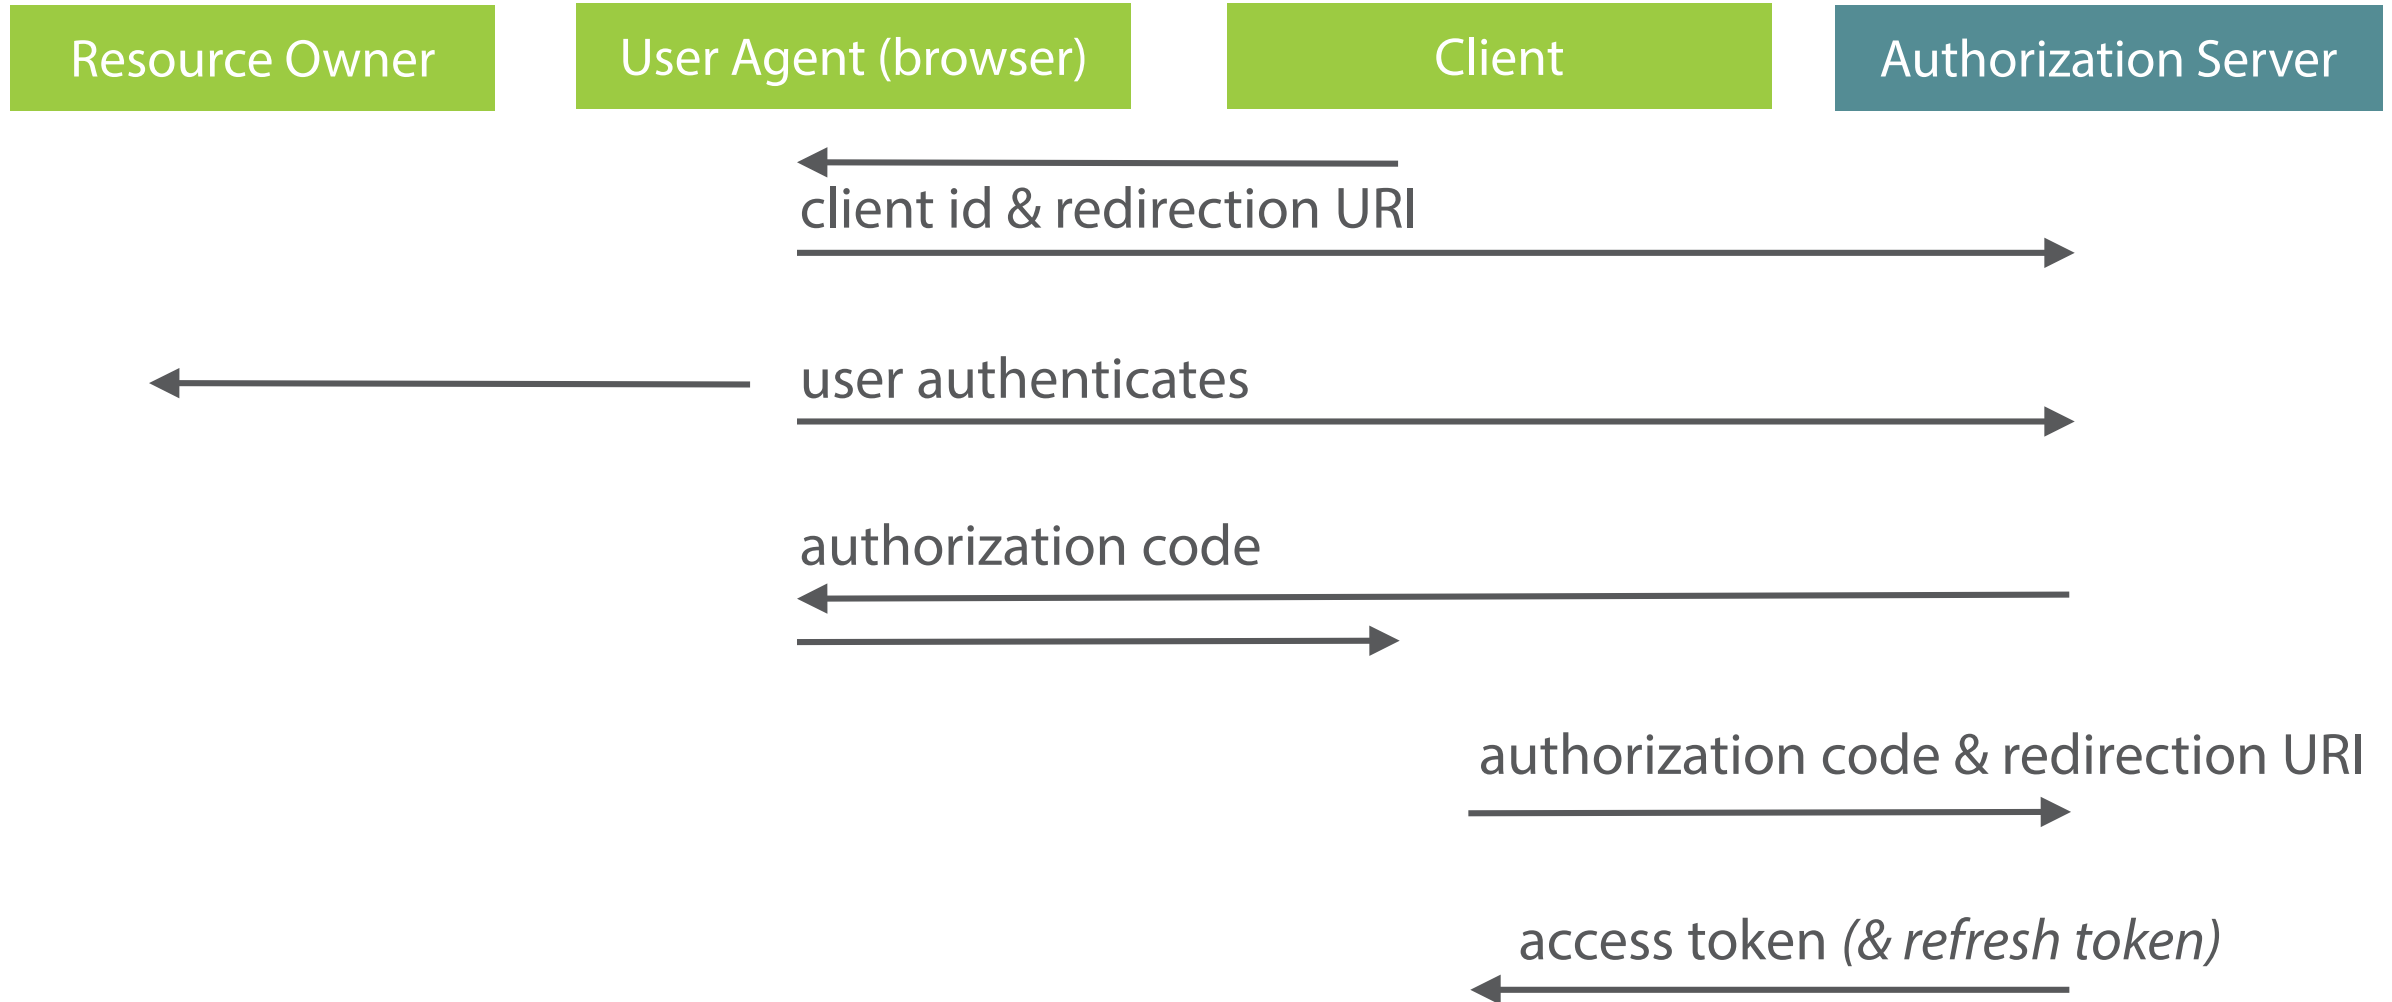 Resource Owner
User Agent (browser)
Client
Authorization Server
client id & redirection URI
user authenticates
authorization code
authorization code & redirection URI
access token (& refresh token)